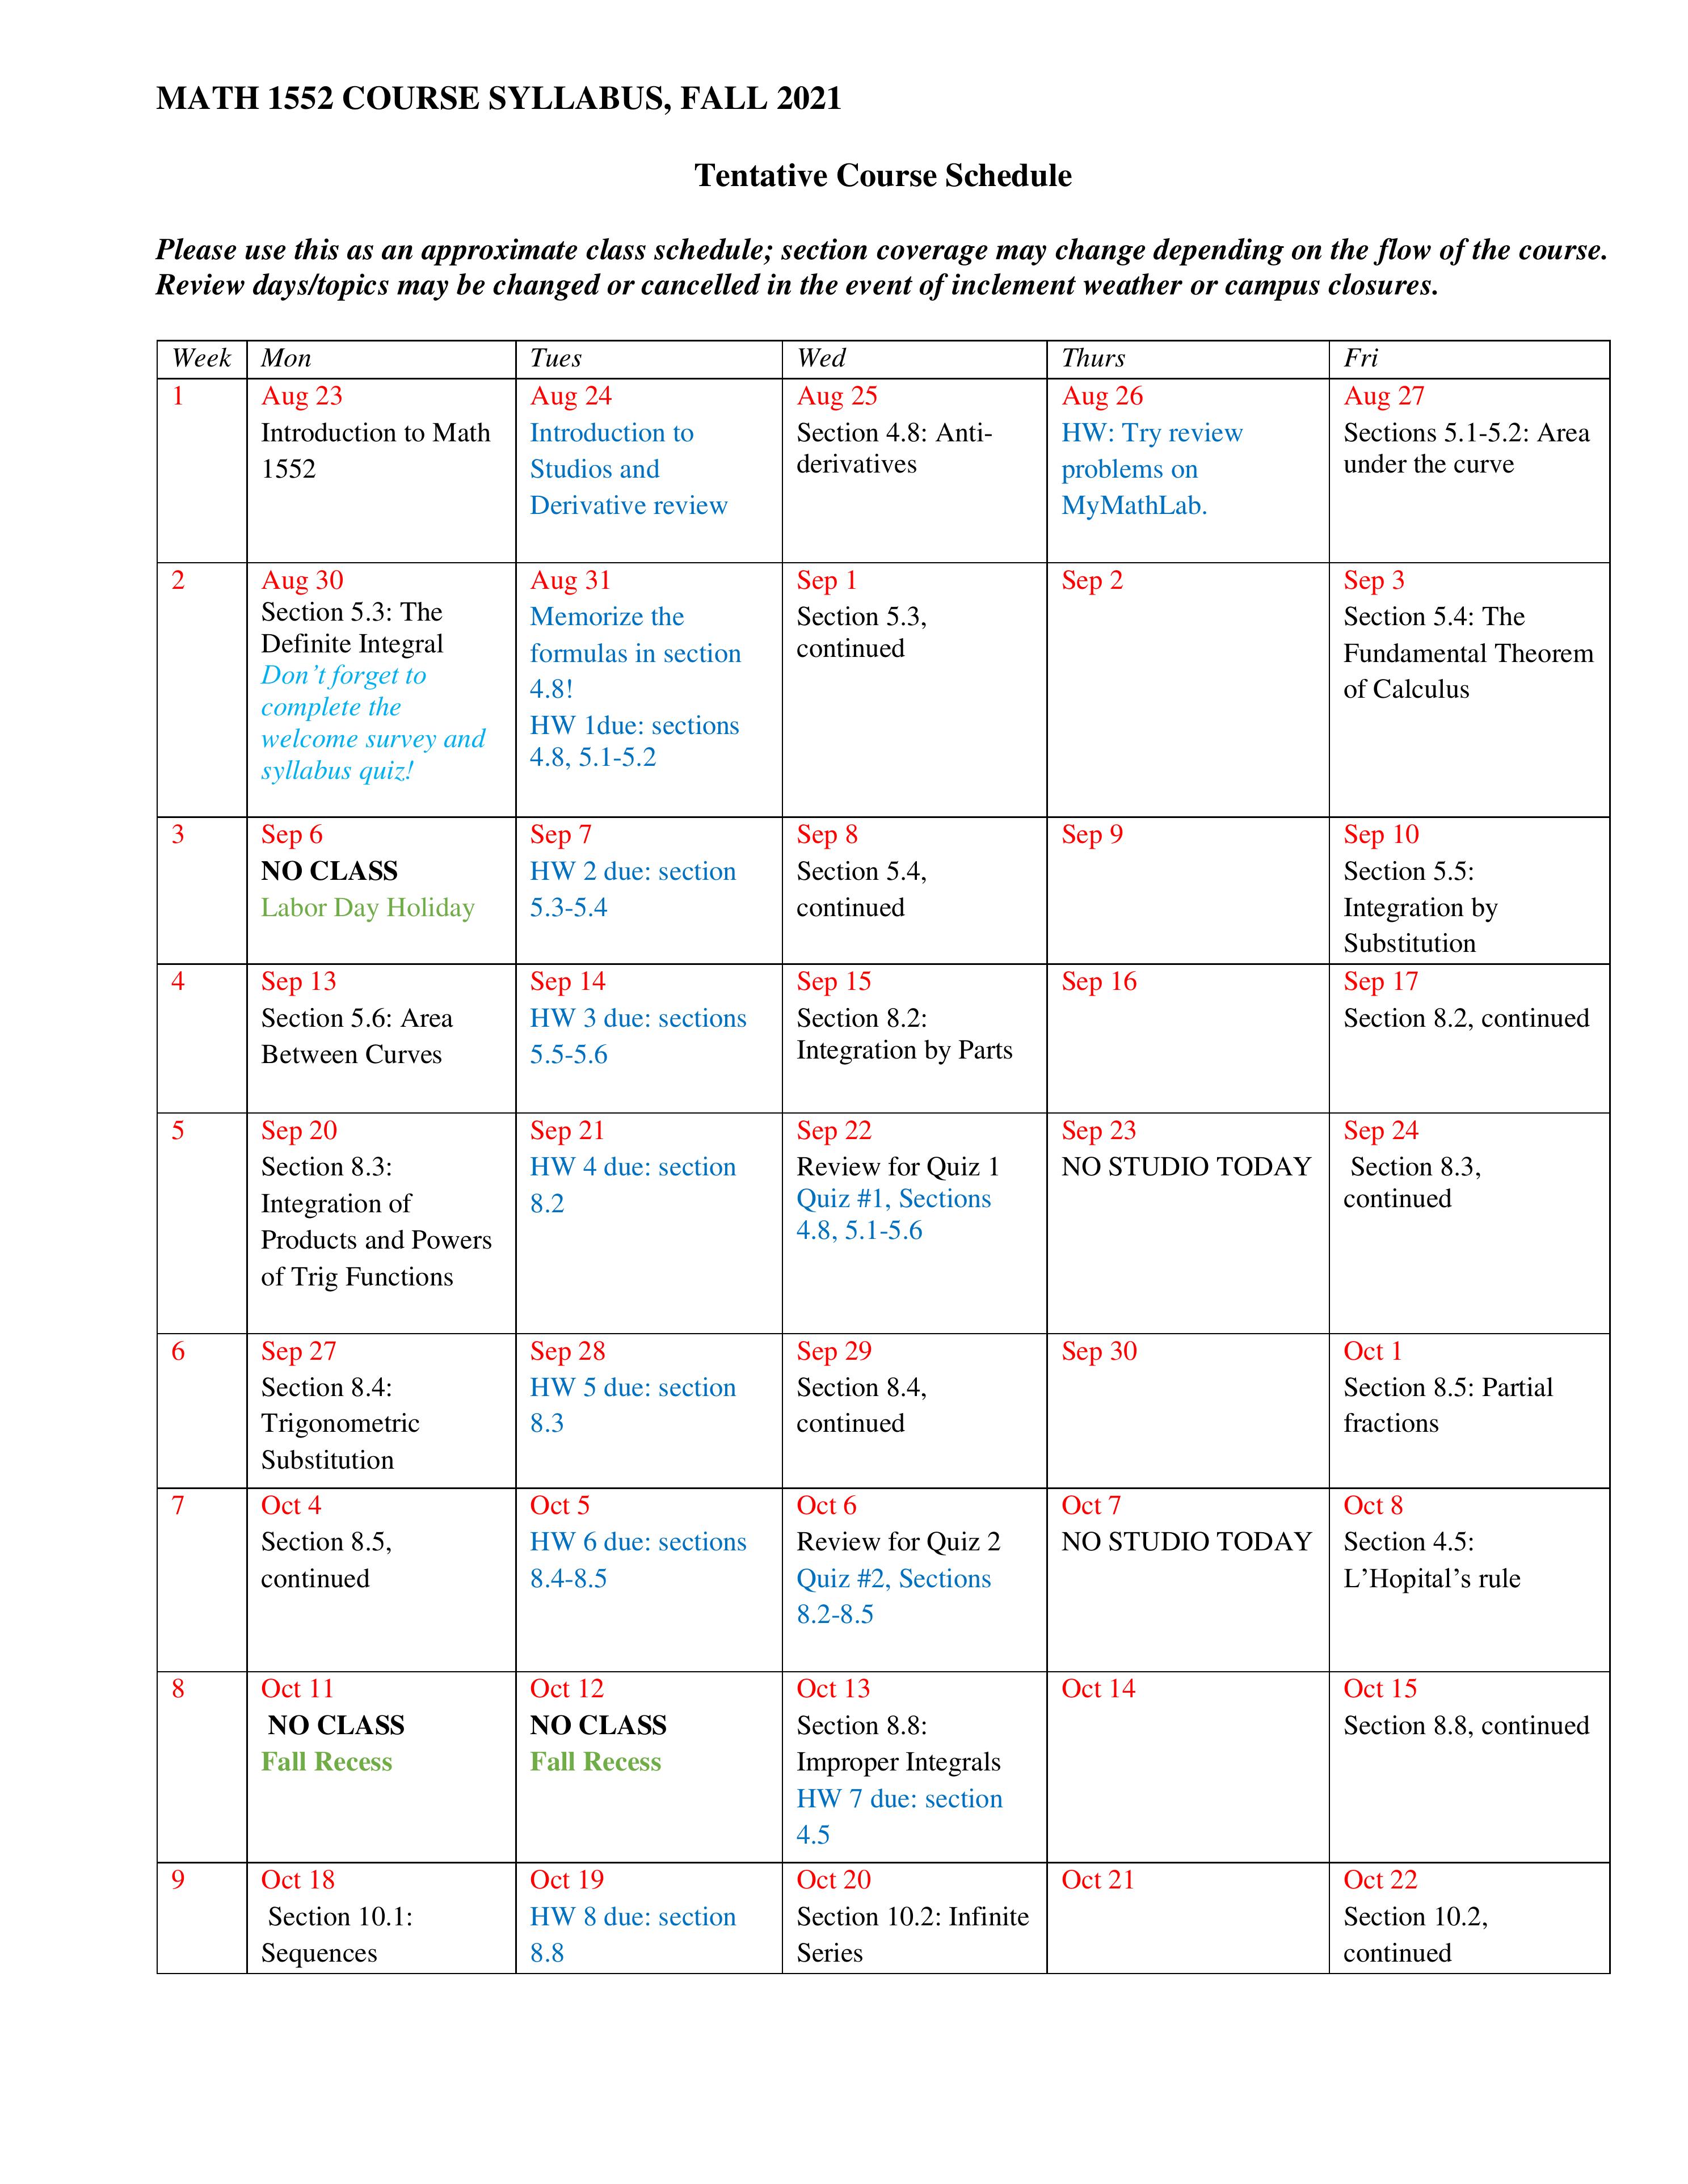 MATH 1552 COURSE SYLLABUS, FALL 2021
Tentative Course Schedule
Please use this as an approximate class schedule; section coverage may change depending on the flow of the course.
Review days/topics may be changed or cancelled in the event of inclement weather or campus closures.
Week
Mon
Tues
Wed
Thurs
Fri
1
Aug 23
Introduction to Math
1552
Aug 24
Introduction to
Studios and
Derivative review
Aug 25
Section 4.8: Anti-
derivatives
Aug 26
HW: Try review
problems on
MyMathLab.
Aug 27
Sections 5.1-5.2: Area
under the curve
2
Aug 30
Section 5.3: The
Definite Integral
Don’t forget to
complete the
welcome survey and
syllabus quiz!
Aug 31
Memorize the
formulas in section
4.8!
HW 1due: sections
4.8, 5.1-5.2
Sep 1
Section 5.3,
continued
Sep 2
Sep 3
Section 5.4: The
Fundamental Theorem
of Calculus
3
Sep 6
NO CLASS
Labor Day Holiday
Sep 7
HW 2 due: section
5.3-5.4
Sep 8
Section 5.4,
continued
Sep 9
Sep 10
Section 5.5:
Integration by
Substitution
4
Sep 13
Section 5.6: Area
Between Curves
Sep 14
HW 3 due: sections
5.5-5.6
Sep 15
Section 8.2:
Integration by Parts
Sep 16
Sep 17
Section 8.2, continued
5
Sep 20
Section 8.3:
Integration of
Products and Powers
of Trig Functions
Sep 21
HW 4 due: section
8.2
Sep 22
Review for Quiz 1
Quiz #1, Sections
4.8, 5.1-5.6
Sep 23
NO STUDIO TODAY
Sep 24
Section 8.3,
continued
6
Sep 27
Section 8.4:
Trigonometric
Substitution
Sep 28
HW 5 due: section
8.3
Sep 29
Section 8.4,
continued
Sep 30
Oct 1
Section 8.5: Partial
fractions
7
Oct 4
Section 8.5,
continued
Oct 5
HW 6 due: sections
8.4-8.5
Oct 6
Review for Quiz 2
Quiz #2, Sections
8.2-8.5
Oct 7
NO STUDIO TODAY
Oct 8
Section 4.5:
L’Hopital’s rule
8
Oct 11
NO CLASS
Fall Recess
Oct 12
NO CLASS
Fall Recess
Oct 13
Section 8.8:
Improper Integrals
HW 7 due: section
4.5
Oct 14
Oct 15
Section 8.8, continued
9
Oct 18
Section 10.1:
Sequences
Oct 19
HW 8 due: section
8.8
Oct 20
Section 10.2: Infinite
Series
Oct 21
Oct 22
Section 10.2,
continued